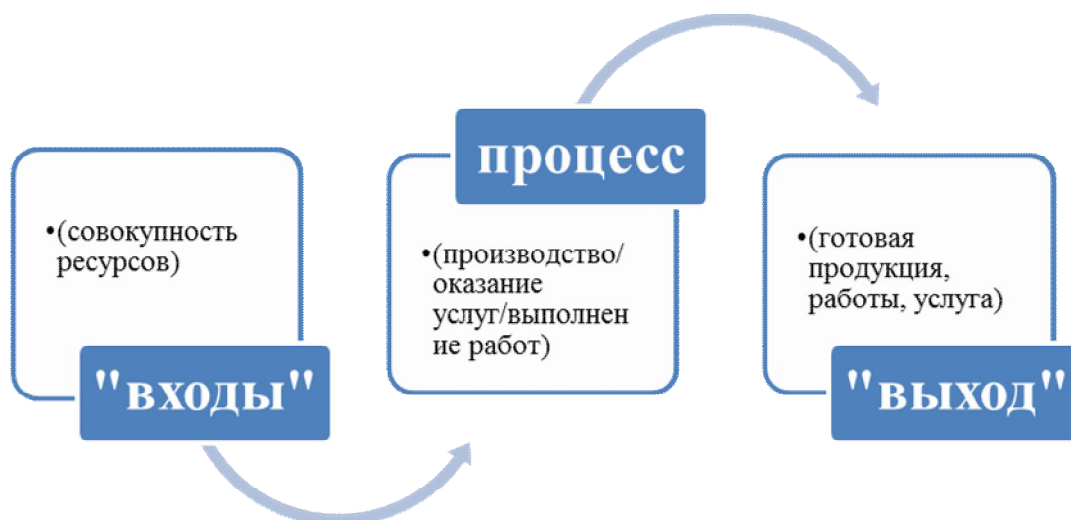 •(совокупность
ресурсов)
"входы"
процесс
•(производство/
оказание
услуг/выполнен
ие работ)
•(готовая
продукция,
работы, услуга)
"выход"